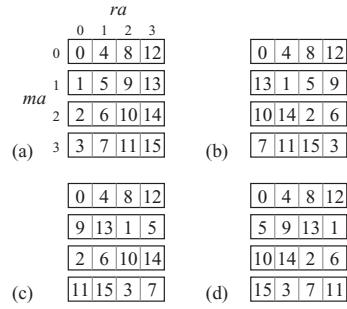 ra
0 1 2 3
0 0 4 8 12
1 1 5 9 13
ma
2 2 6 10 14
(a) 3 3 7 11 15
0 4 8 12
13 1 5 9
10 14 2 6
(b) 7 11 15 3
0 4 8 12
9 13 1 5
2 6 10 14
(c) 11 15 3 7
0 4 8 12
5 9 13 1
10 14 2 6
(d) 15 3 7 11